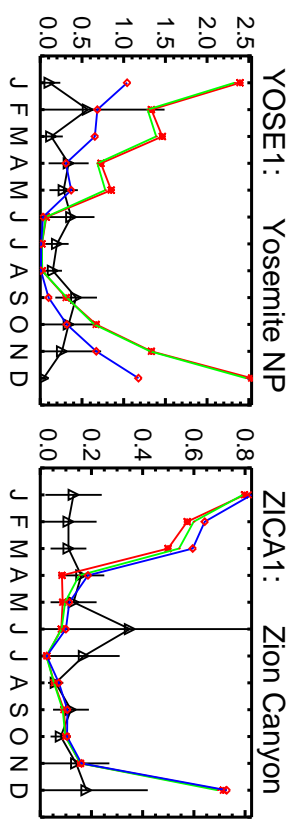 YOSE1: Yosemite NP
2.5
2.0
1.5
1.0
0.5
0.0
J F M A M J J A S O N D
ZICA1: Zion Canyon
0.8
0.6
0.4
0.2
0.0
J F M A M J J A S O N D